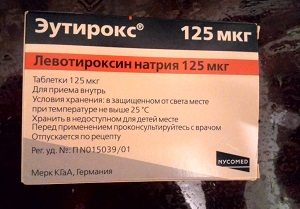 Эутирокс® 125 мкг
Левотироксин натрия 125 мкг
Таблетки 125 мкг
Для приема внутрь
Условия хранения: в защищенном от света месте
при температуре не выше 25 °C
Хранить в недоступном для детей месте
Перед применением проконсультируйтесь с врачом
Отпускается по рецепту
Рег. уд. №: П N015039/01
NYCOMED
Мерк КГаА, Германия